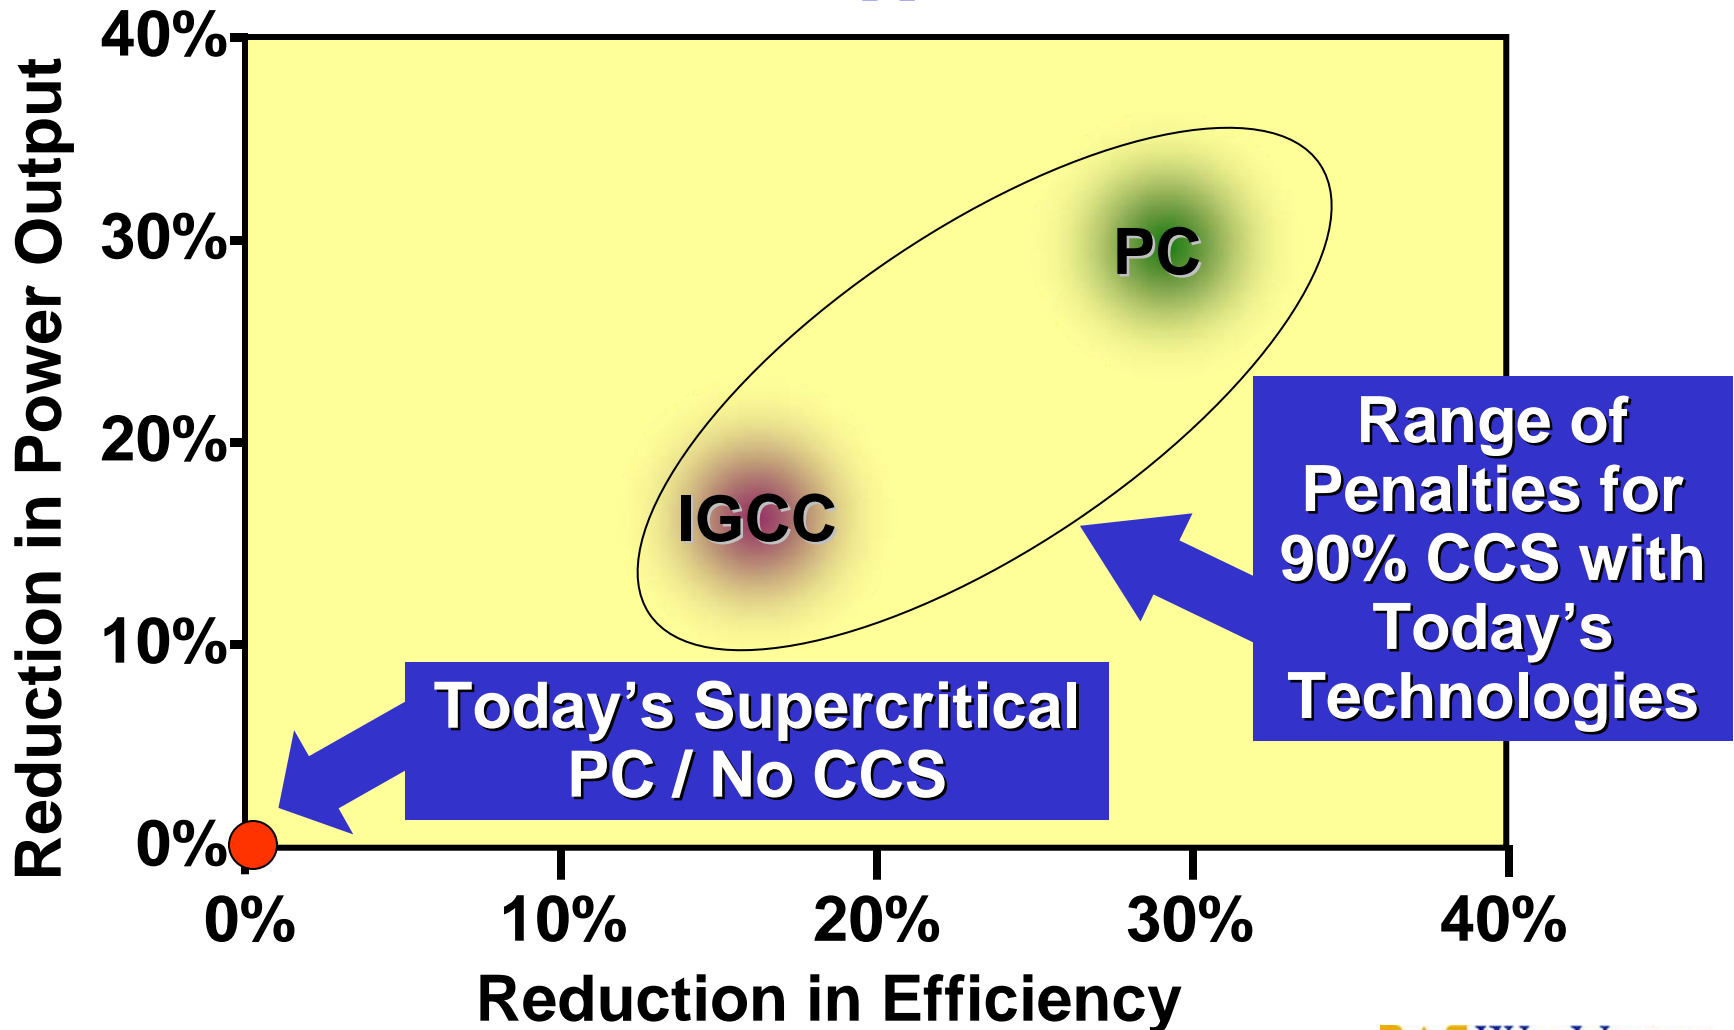 40%
30%
20%
10%
0%
Reduction in Power Output
PC
IGCC
Range of
Penalties for
90% CCS with
Today’s
Technologies
Today’s Supercritical
PC / No CCS
0%
10%
20%
30%
40%
Reduction in Efficiency